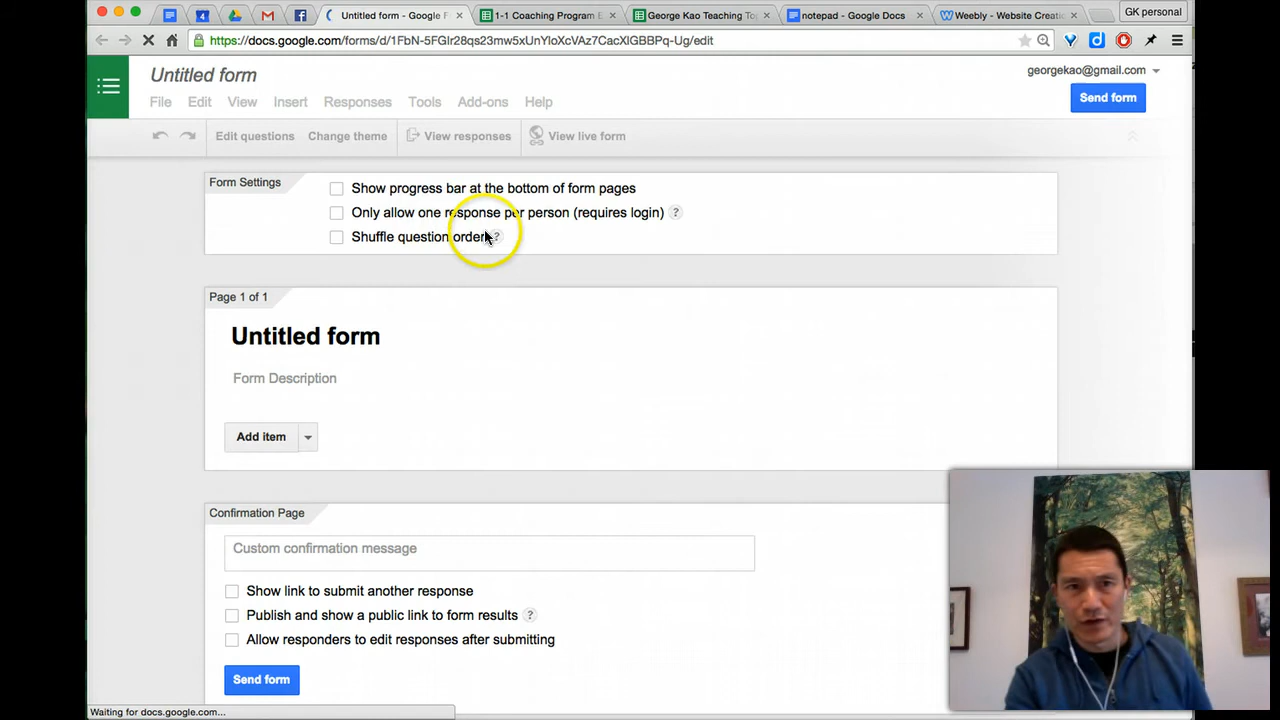 Untitled form - Google F
1-1 Coaching Program E
George Kao Teaching To
notepad - Google Docs
Weebly - Website Creati
GK personal
https://docs.google.com/forms/d/1FbN-5FGlr28qs23mw5xUnYloXcVAz7CacXlGBBPq-Ug/edit
Untitled form
georgekao@gmail.com
File Edit View Insert Responses Tools Add-ons Help
Send form
Edit questions Change theme View responses View live form
Form Settings
Show progress bar at the bottom of form pages
Only allow one response per person (requires login) ?
Shuffle question order ?
Page 1 of 1
Untitled form
Form Description
Add item
Confirmation Page
Custom confirmation message
Show link to submit another response
Publish and show a public link to form results ?
Allow responders to edit responses after submitting
Send form
Waiting for docs.google.com...